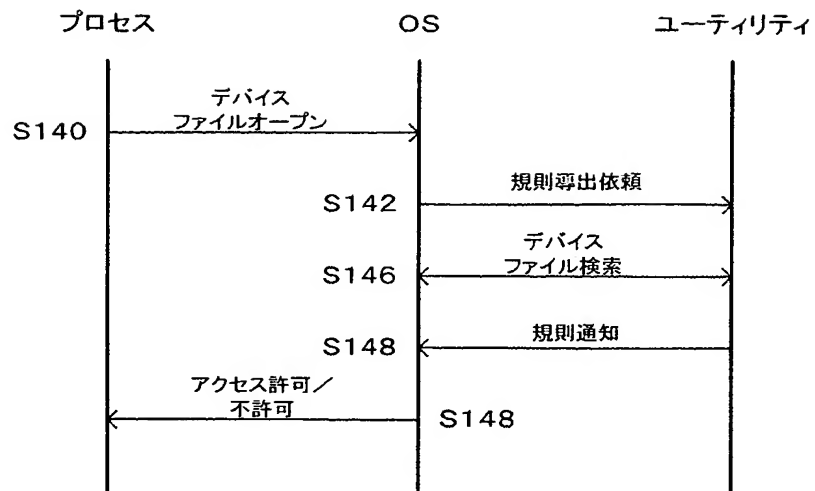 プロセス
OS
ユーティリティ
デバイス
ファイルオープン
S140
規則導出依頼
S142
デバイス
ファイル検索
S146
規則通知
S148
アクセス許可／
不許可
S148